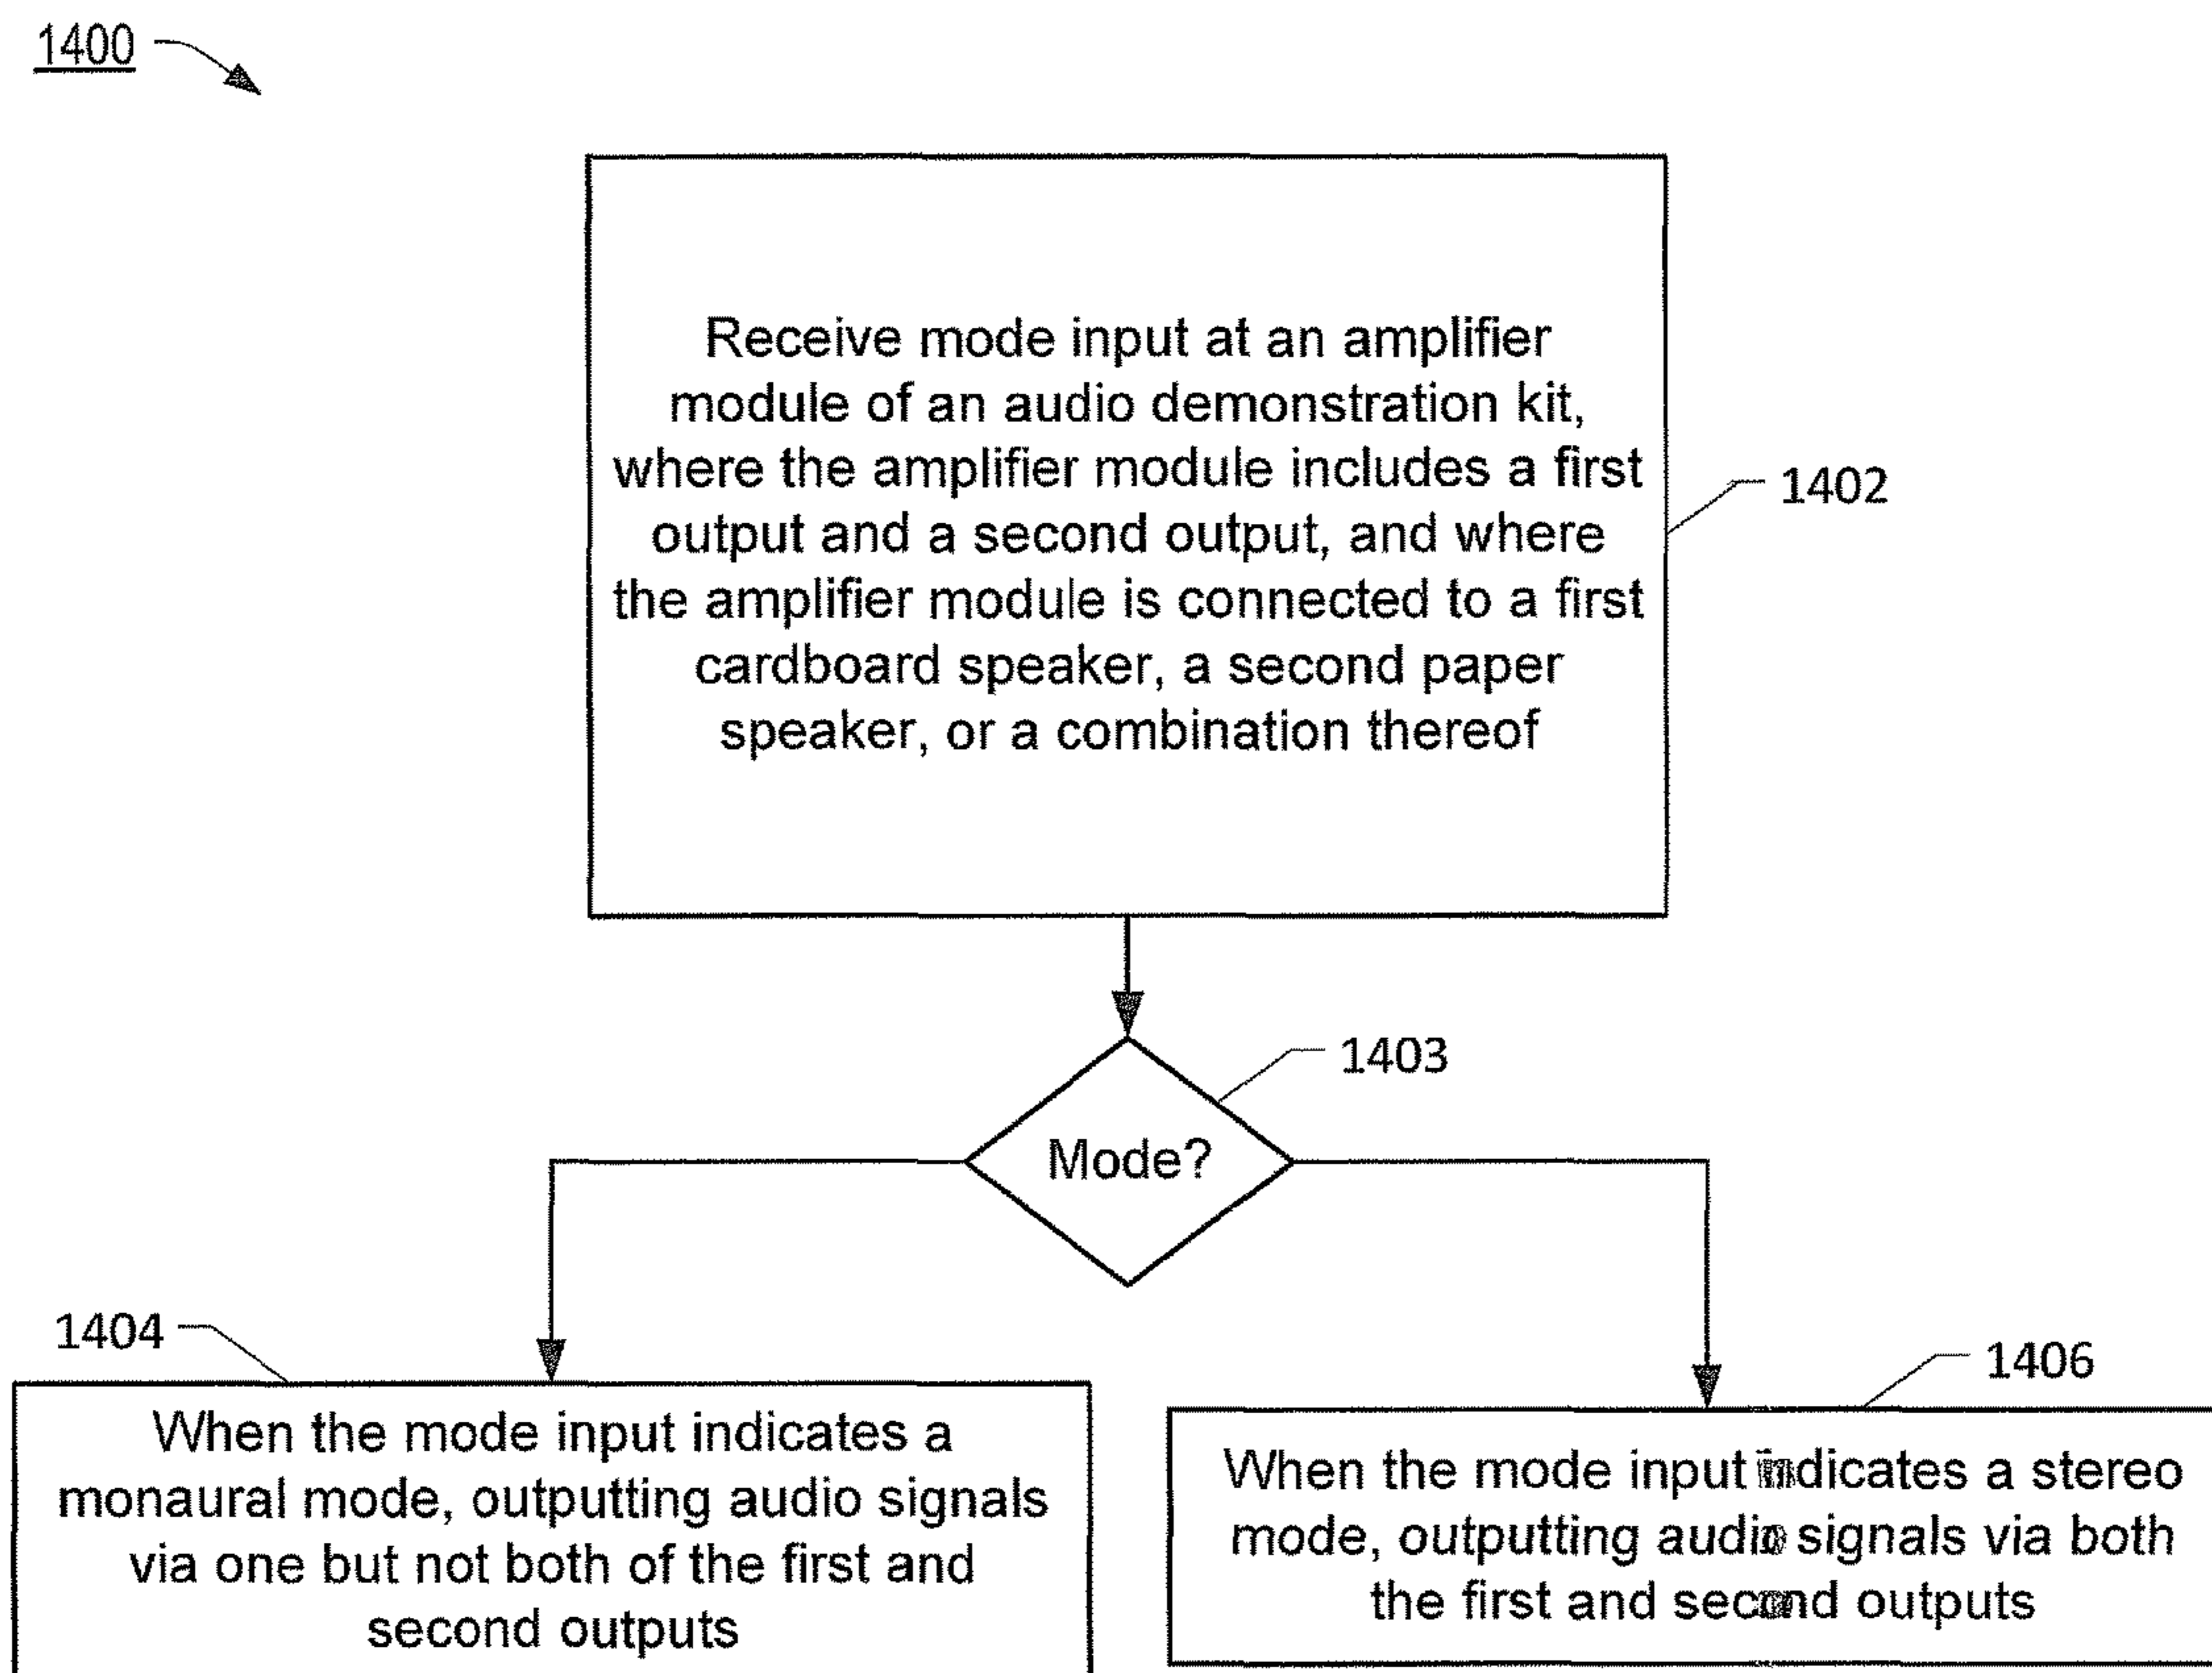 1400
Receive mode input at an amplifier
module of an audio demonstration kit,
where the amplifier module includes a first
output and a second output, and where
the amplifier module is connected to a first
cardboard speaker, a second paper
speaker, or a combination thereof
1402
1403
Mode?
1404
When the mode input indicates a
monaural mode, outputting audio signals
via one but not both of the first and
second outputs
1406
When the mode input indicates a stereo
mode, outputting audio signals via both
the first and second outputs